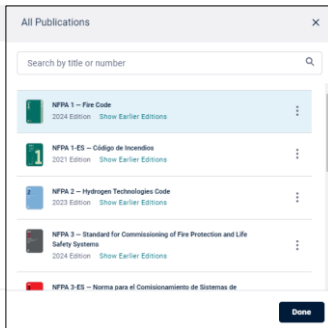 All Publications
Search by title or number
NFPA 1 – Fire Code
2024 Edition Show Earlier Editions
1
NFPA 1-ES – Código de Incendios
2021 Edition Show Earlier Editions
2
NFPA 2 – Hydrogen Technologies Code
2023 Edition Show Earlier Editions
3
NFPA 3 – Standard for Commissioning of Fire Protection and Life
Safety Systems
2024 Edition Show Earlier Editions
NFPA 3-ES – Norma para el Comisionamiento de Sistemas de
Done